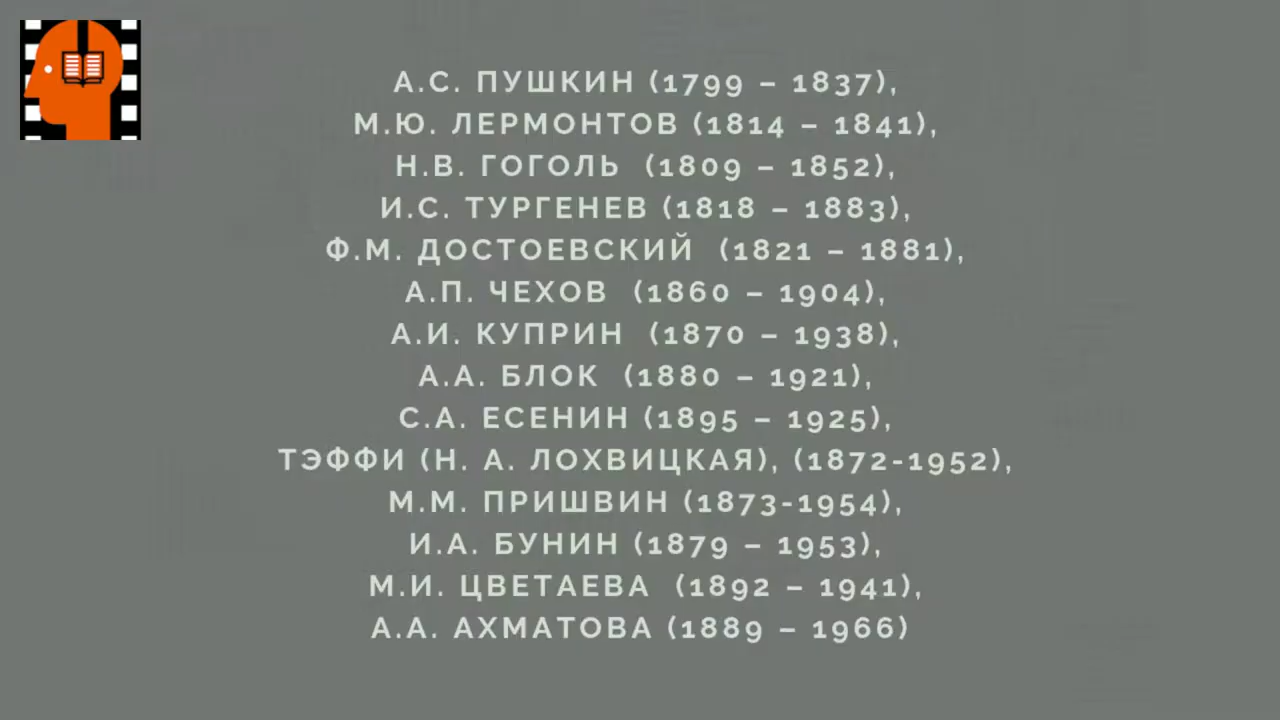 А.С. ПУШКИН (1799 – 1837),
М.Ю. ЛЕРМОНТОВ (1814 – 1841),
Н.В. ГОГОЛЬ (1809 – 1852),
И.С. ТУРГЕНЕВ (1818 – 1883),
Ф.М. ДОСТОЕВСКИЙ (1821 – 1881),
А.П. ЧЕХОВ (1860 – 1904),
А.И. КУПРИН (1870 – 1938),
А.А. БЛОК (1880 – 1921),
С.А. ЕСЕНИН (1895 – 1925),
ТЭФФИ (Н. А. ЛОХВИЦКАЯ), (1872-1952),
М.М. ПРИШВИН (1873-1954),
И.А. БУНИН (1879 – 1953),
М.И. ЦВЕТАЕВА (1892 – 1941),
А.А. АХМАТОВА (1889 – 1966)